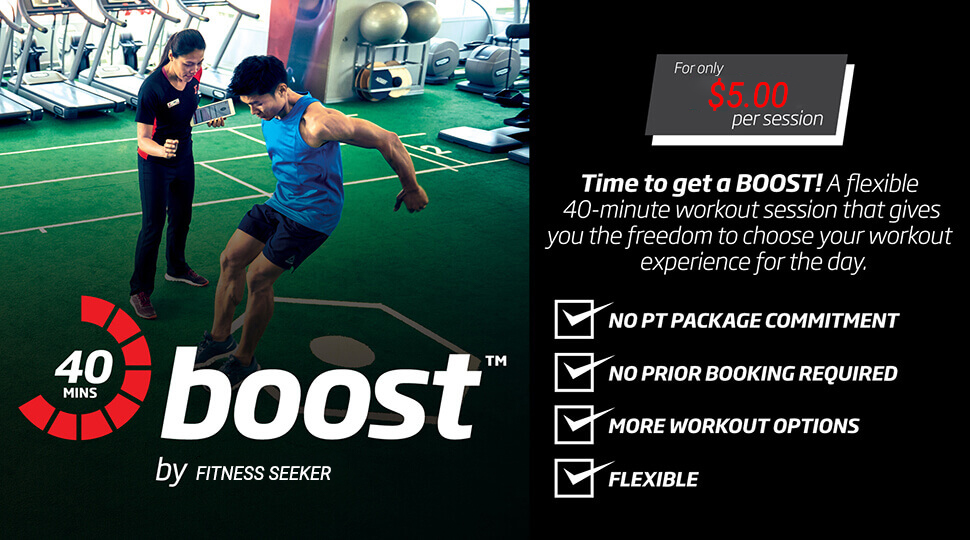 40
MINS
boost™
by FITNESS SEEKER
For only
$5.00
per session
Time to get a BOOST! A flexible
40-minute workout session that gives
you the freedom to choose your workout
experience for the day.
NO PT PACKAGE COMMITMENT
NO PRIOR BOOKING REQUIRED
MORE WORKOUT OPTIONS
FLEXIBLE